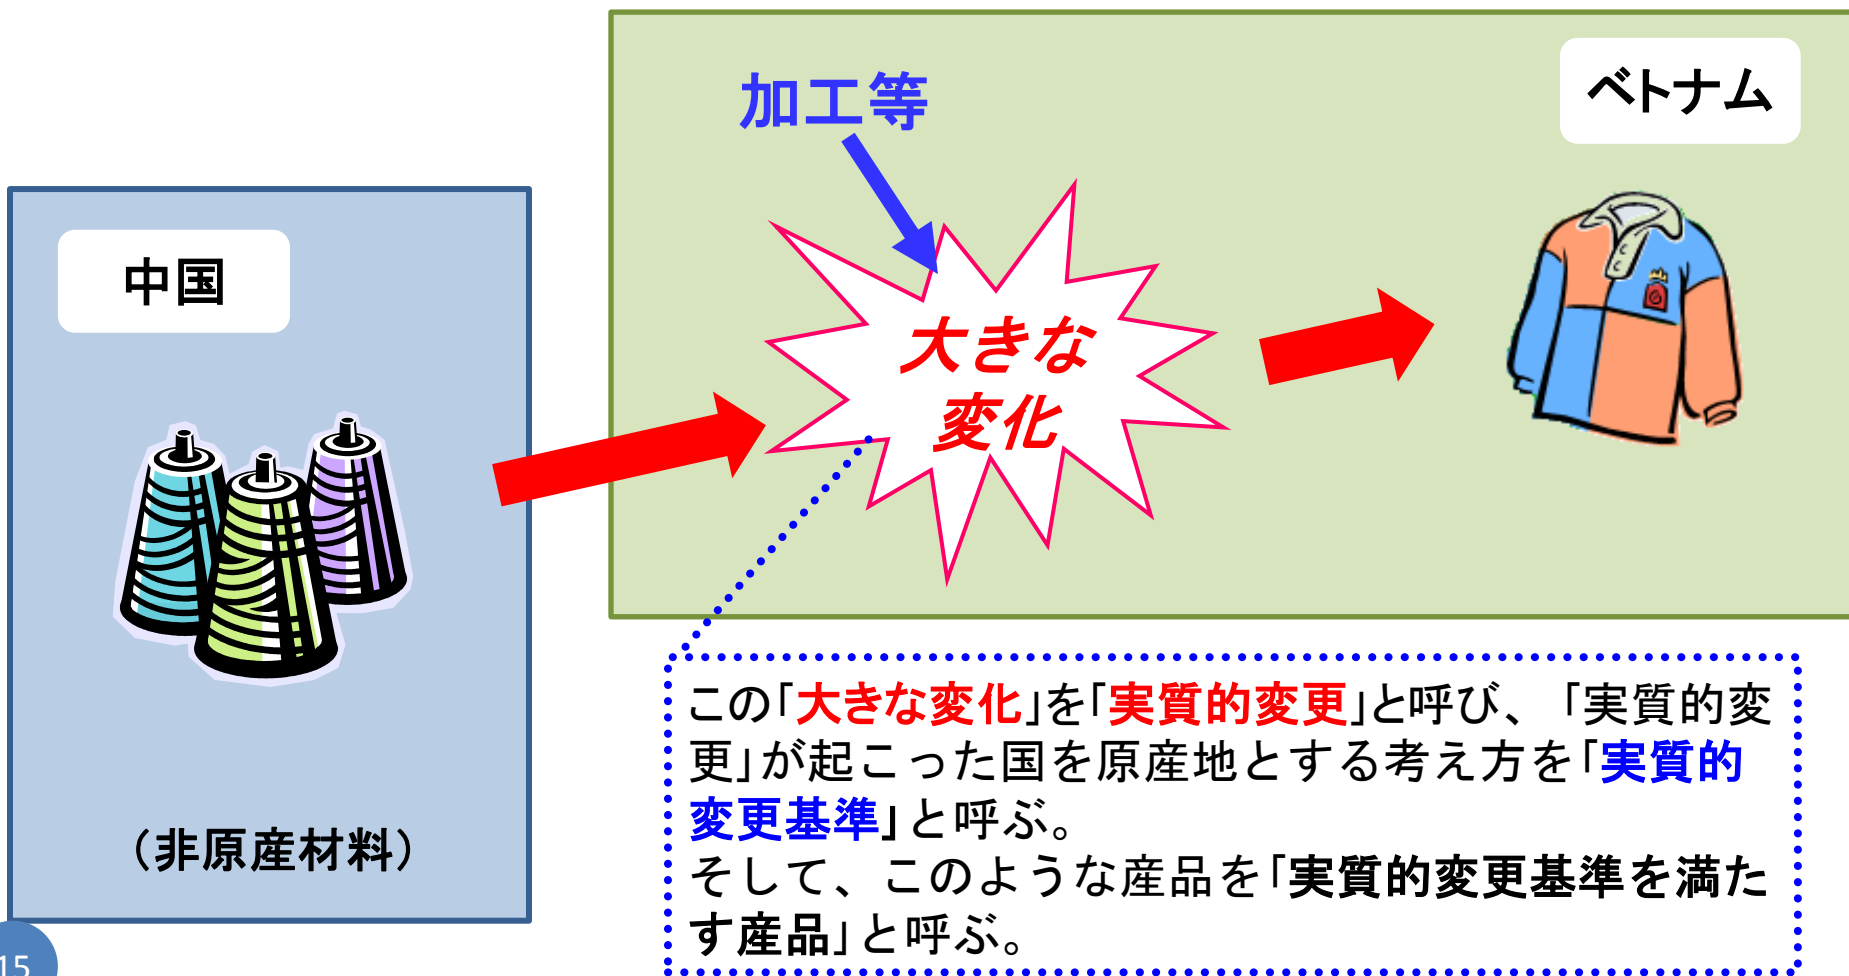 加工等
ベトナム
中国
大きな
変化
(非原産材料)
この「大きな変化」を「実質的変更」と呼び、「実質的変
更」が起こった国を原産地とする考え方を「実質的
変更基準」と呼ぶ。
そして、このような産品を「実質的変更基準を満た
す産品」と呼ぶ。
15